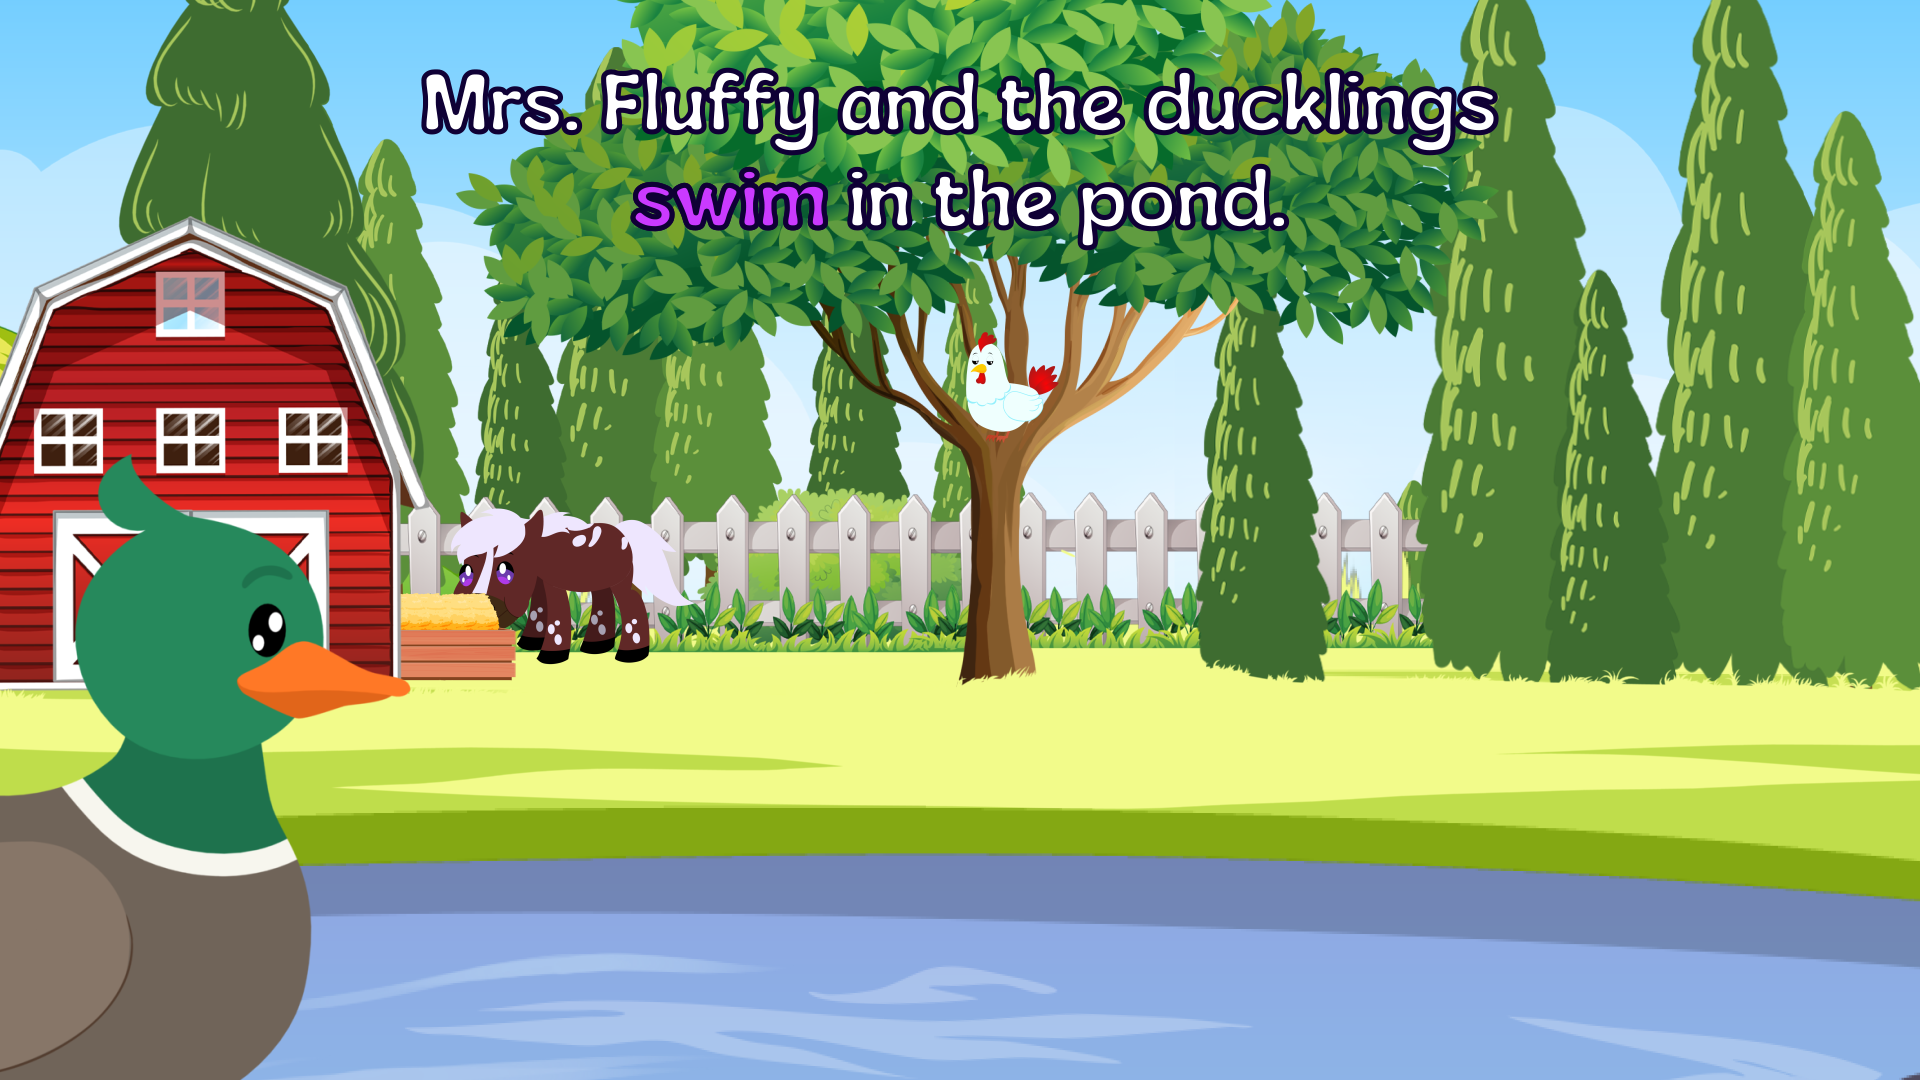 Mrs. Fluffy and the ducklings
swim in the pond.